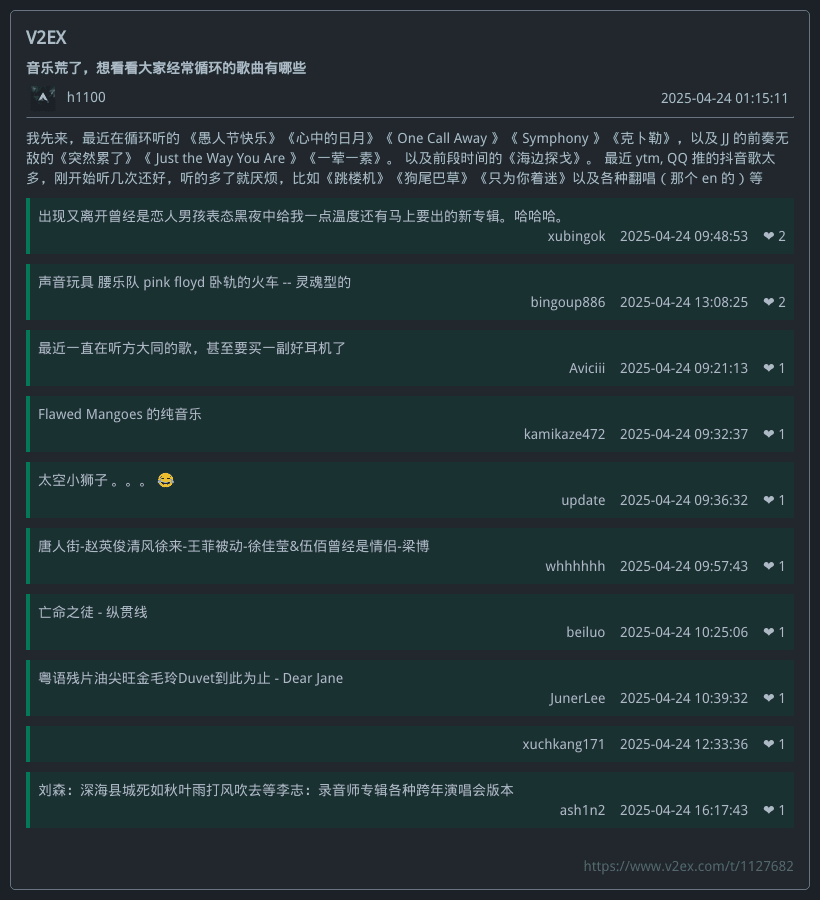 V2EX
音乐荒了，想看看大家经常循环的歌曲有哪些
h1100 2025-04-24 01:15:11
我先来，最近在循环听的 《愚人节快乐》《心中的日月》《 One Call Away 》《 Symphony 》《克卜勒》，以及 JJ 的前奏无
敌的《突然累了》《 Just the Way You Are 》《一荤一素》。 以及前段时间的《海边探戈》。 最近 ytm, QQ 推的抖音歌太
多，刚开始听几次还好，听的多了就厌烦，比如《跳楼机》《狗尾巴草》《只为你着迷》以及各种翻唱 ( 那个 en 的 ) 等
出现又离开曾经是恋人男孩表态黑夜中给我一点温度还有马上要出的新专辑。哈哈哈。
xubingok 2025-04-24 09:48:53 ❤ 2
声音玩具 腰乐队 pink floyd 卧轨的火车 -- 灵魂型的
bingoup886 2025-04-24 13:08:25 ❤ 2
最近一直在听方大同的歌，甚至要买一副好耳机了
Aviciii 2025-04-24 09:21:13 ❤ 1
Flawed Mangoes 的纯音乐
kamikaze472 2025-04-24 09:32:37 ❤ 1
太空小狮子 。。。 😂
update 2025-04-24 09:36:32 ❤ 1
唐人街-赵英俊清风徐来-王菲被动-徐佳莹&伍佰曾经是情侣-梁博
whhhhhh 2025-04-24 09:57:43 ❤ 1
亡命之徒 - 纵贯线
beiluo 2025-04-24 10:25:06 ❤ 1
粤语残片油尖旺金毛玲Duvet到此为止 - Dear Jane
JunerLee 2025-04-24 10:39:32 ❤ 1
xuchkang171 2025-04-24 12:33:36 ❤ 1
刘森：深海县城死如秋叶雨打风吹去等李志：录音师专辑各种跨年演唱会版本
ash1n2 2025-04-24 16:17:43 ❤ 1
https://www.v2ex.com/t/1127682